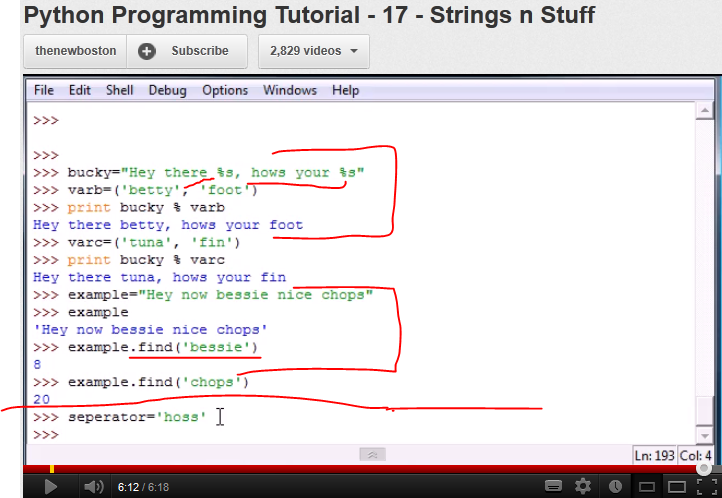 Python Programming Tutorial - 17 - Strings n Stuff
thenewboston Subscribe 2,829 videos
File Edit Shell Debug Options Windows Help
>>>
>>>
>>> bucky="Hey there %s, hows your %s"
>>> varb=('betty', 'foot')
>>> print bucky % varb
Hey there betty, hows your foot
>>> varc=('tuna', 'fin')
>>> print bucky % varc
Hey there tuna, hows your fin
>>> example="Hey now bessie nice chops"
>>> example
'Hey now bessie nice chops'
>>> example.find('bessie')
8
>>> example.find('chops')
20
>>> seperator='hoss'
>>>
Ln: 193 Col: 4
6:12 / 6:18